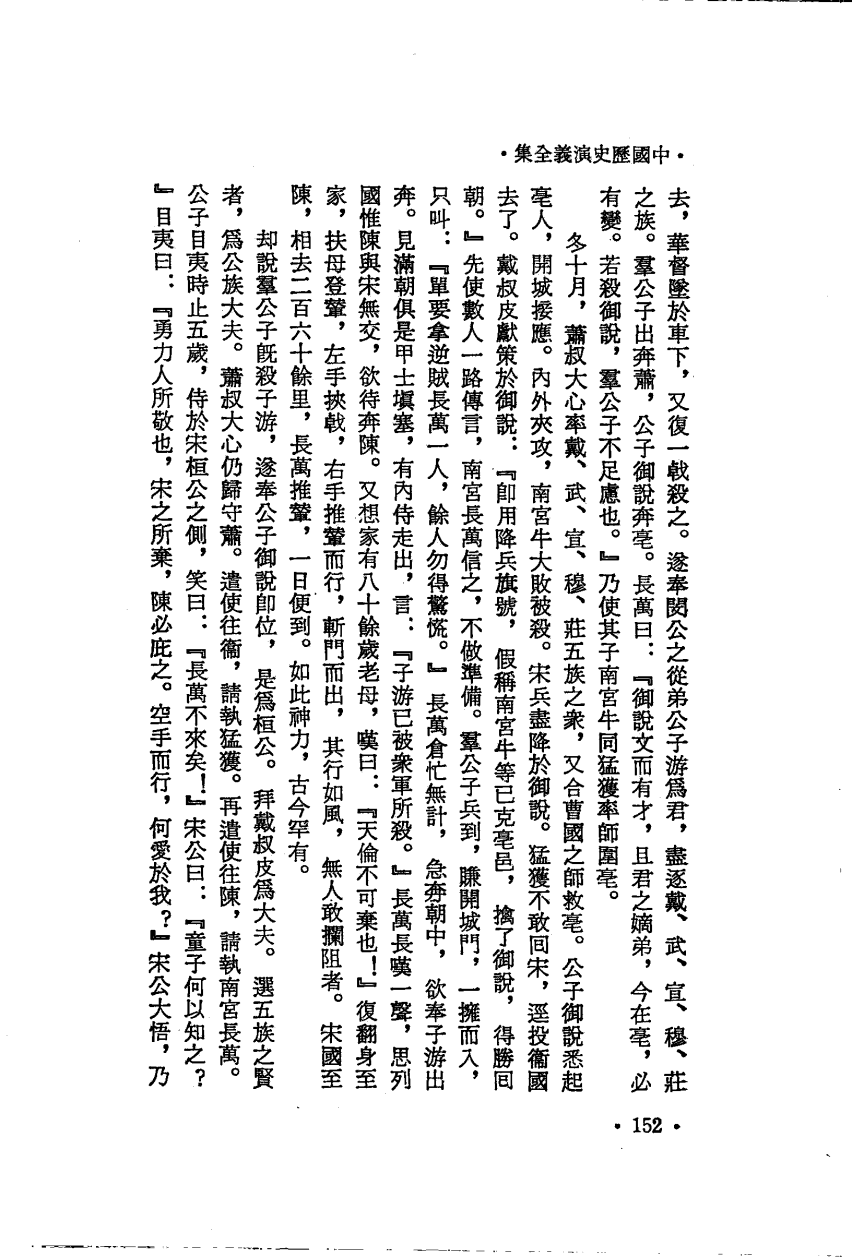 ·中國歷史演義全集·
去，華督墜於車下，又復一戟殺之。遂奉閔公之從弟公子游爲君，盡逐戴、武、宣、穆、莊
之族。羣公子出奔蕭，公子御說奔亳。長萬曰：『御說文而有才，且君之嫡弟，今在亳，必
有變。若殺御說，羣公子不足慮也。』乃使其子南宮牛同猛獲率師圍亳。
冬十月，蕭叔大心率戴、武、宣、穆、莊五族之衆，又合曹國之師救亳。公子御說悉起
亳人，開城接應。內外夾攻，南宮牛大敗被殺。宋兵盡降於御說。猛獲不敢回宋，逕投衞國
去了。戴叔皮獻策於御說：『卽用降兵旗號，假稱南宮牛等已克亳邑，擒了御說，得勝回
朝。』先使數人一路傳言，南宮長萬信之，不做準備。羣公子兵到，賺開城門，一擁而入，
只叫：『單要拿逆賊長萬一人，餘人勿得驚慌。』長萬倉忙無計，急奔朝中，欲奉子游出
奔。見滿朝俱是甲士塡塞，有內侍走出，言：『子游已被衆軍所殺。』長萬長嘆一聲，思列
國惟陳與宋無交，欲待奔陳。又想家有八十餘歲老母，嘆曰：『天倫不可棄也！』復翻身至
家，扶母登輦，左手挾戟，右手推輦而行，斬門而出，其行如風，無人敢攔阻者。宋國至
陳，相去二百六十餘里，長萬推輦，一日便到。如此神力，古今罕有。
却說羣公子旣殺子游，遂奉公子御說卽位，是爲桓公。拜戴叔皮爲大夫。選五族之賢
者，爲公族大夫。蕭叔大心仍歸守蕭。遣使往衞，請執猛獲。再遣使往陳，請執南宮長萬。
公子目夷時止五歲，侍於宋桓公之側，笑曰：『長萬不來矣！』宋公曰：『童子何以知之？
』目夷曰：『勇力人所敬也，宋之所棄，陳必庇之。空手而行，何愛於我？』宋公大悟，乃
·152·